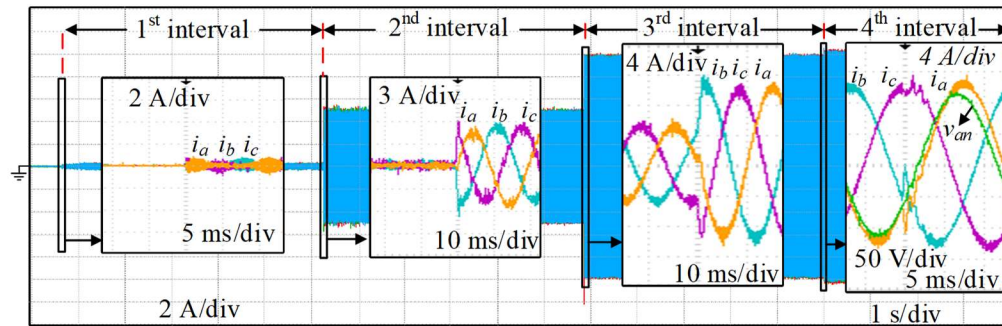 1st interval
2nd interval
3rd interval
4th interval
2 A/div
ia ib ic
5 ms/div
3 A/div
ia ib ic
10 ms/div
4 A/div
ib ic ia
10 ms/div
4 A/div
ib ic ia
van
50 V/div
5 ms/div
2 A/div
1 s/div